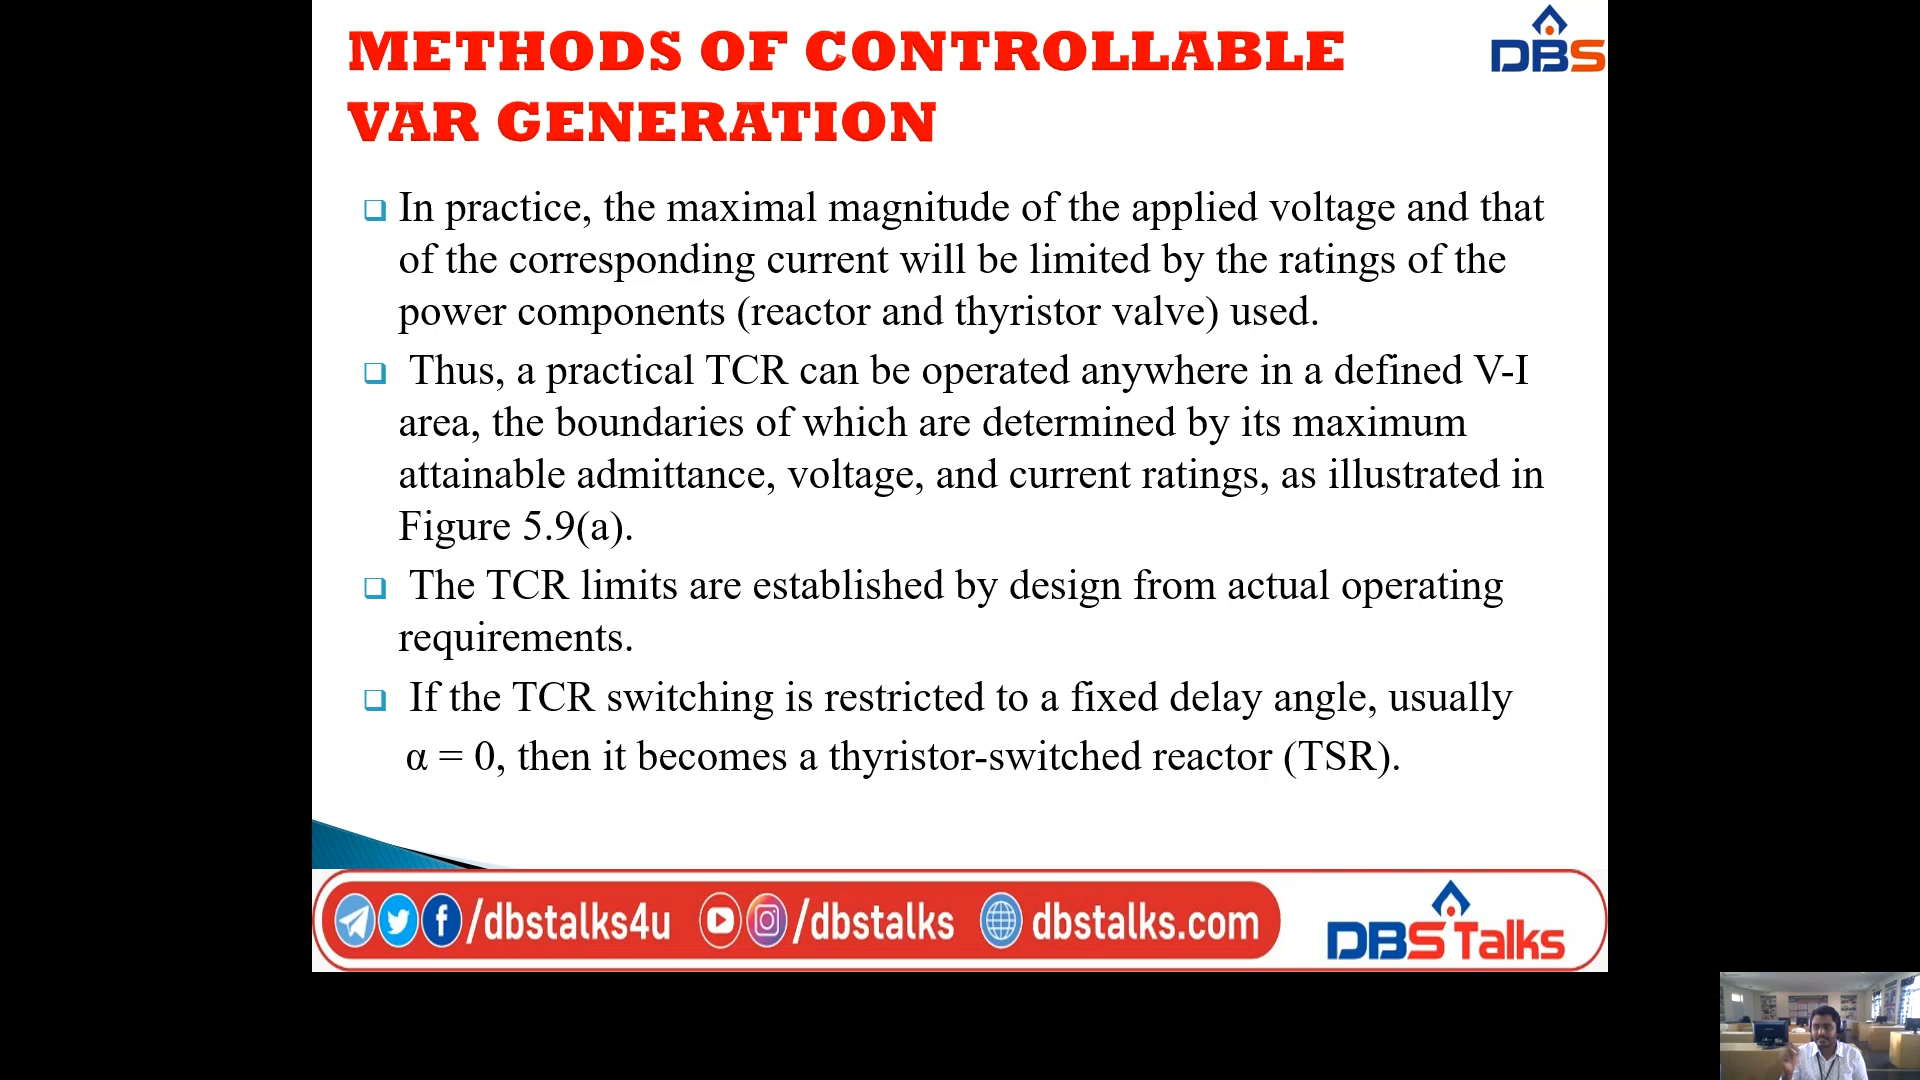 METHODS OF CONTROLLABLE
VAR GENERATION
DBS
In practice, the maximal magnitude of the applied voltage and that
of the corresponding current will be limited by the ratings of the
power components (reactor and thyristor valve) used.
Thus, a practical TCR can be operated anywhere in a defined V-I
area, the boundaries of which are determined by its maximum
attainable admittance, voltage, and current ratings, as illustrated in
Figure 5.9(a).
The TCR limits are established by design from actual operating
requirements.
If the TCR switching is restricted to a fixed delay angle, usually
α = 0, then it becomes a thyristor-switched reactor (TSR).
/dbstalks4u /dbstalks dbstalks.com
DBS Talks